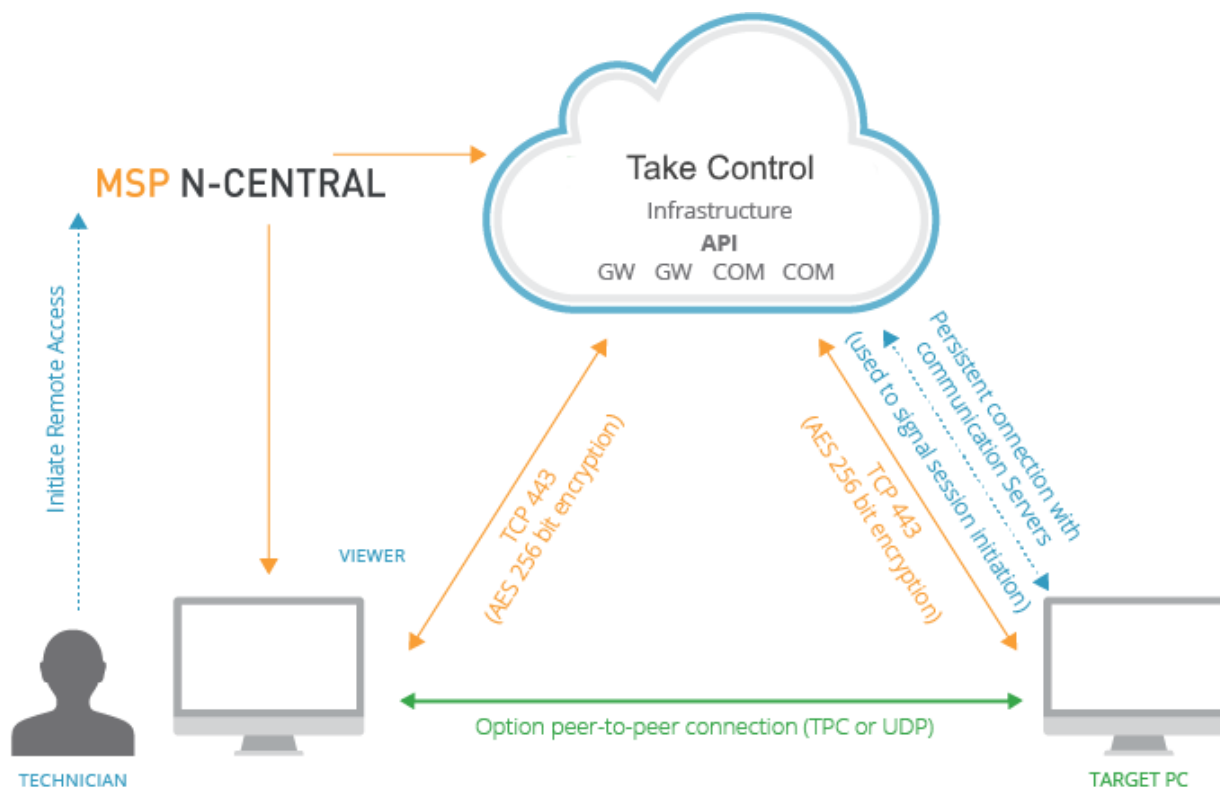 Take Control
Infrastructure
API
GW GW COM COM
MSP N-CENTRAL
Initiate Remote Access
TCP 443
(AES 256 bit encryption)
TCP 443
(AES 256 bit encryption)
Persistent connection with
communication Servers
(used to signal session initiation)
VIEWER
Option peer-to-peer connection (TPC or UDP)
TECHNICIAN
TARGET PC